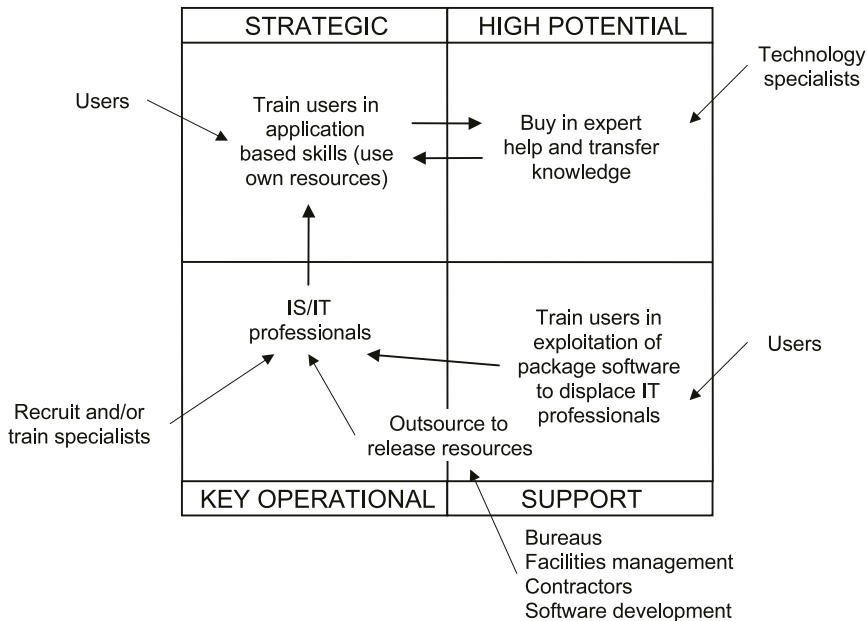 STRATEGIC
HIGH POTENTIAL
Technology
specialists
Users
Train users in
application
based skills (use
own resources)
Buy in expert
help and transfer
knowledge
IS/IT
professionals
Train users in
exploitation of
package software
to displace IT
professionals
Users
Recruit and/or
train specialists
Outsource to
release resources
KEY OPERATIONAL
SUPPORT
Bureaus
Facilities management
Contractors
Software development